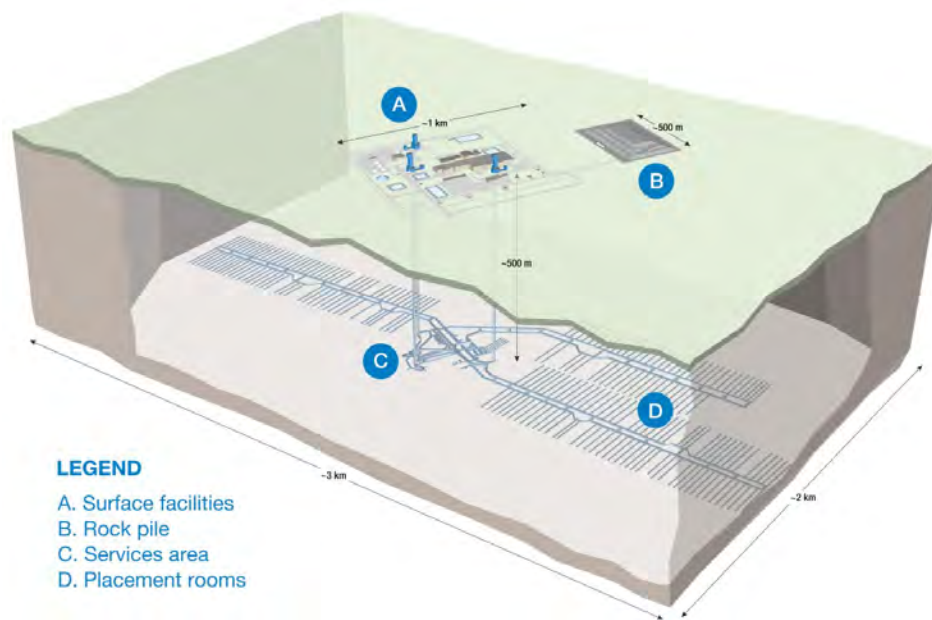 A
~1 km
~500 m
B
~500 m
C
D
~3 km
~2 km
LEGEND
A. Surface facilities
B. Rock pile
C. Services area
D. Placement rooms